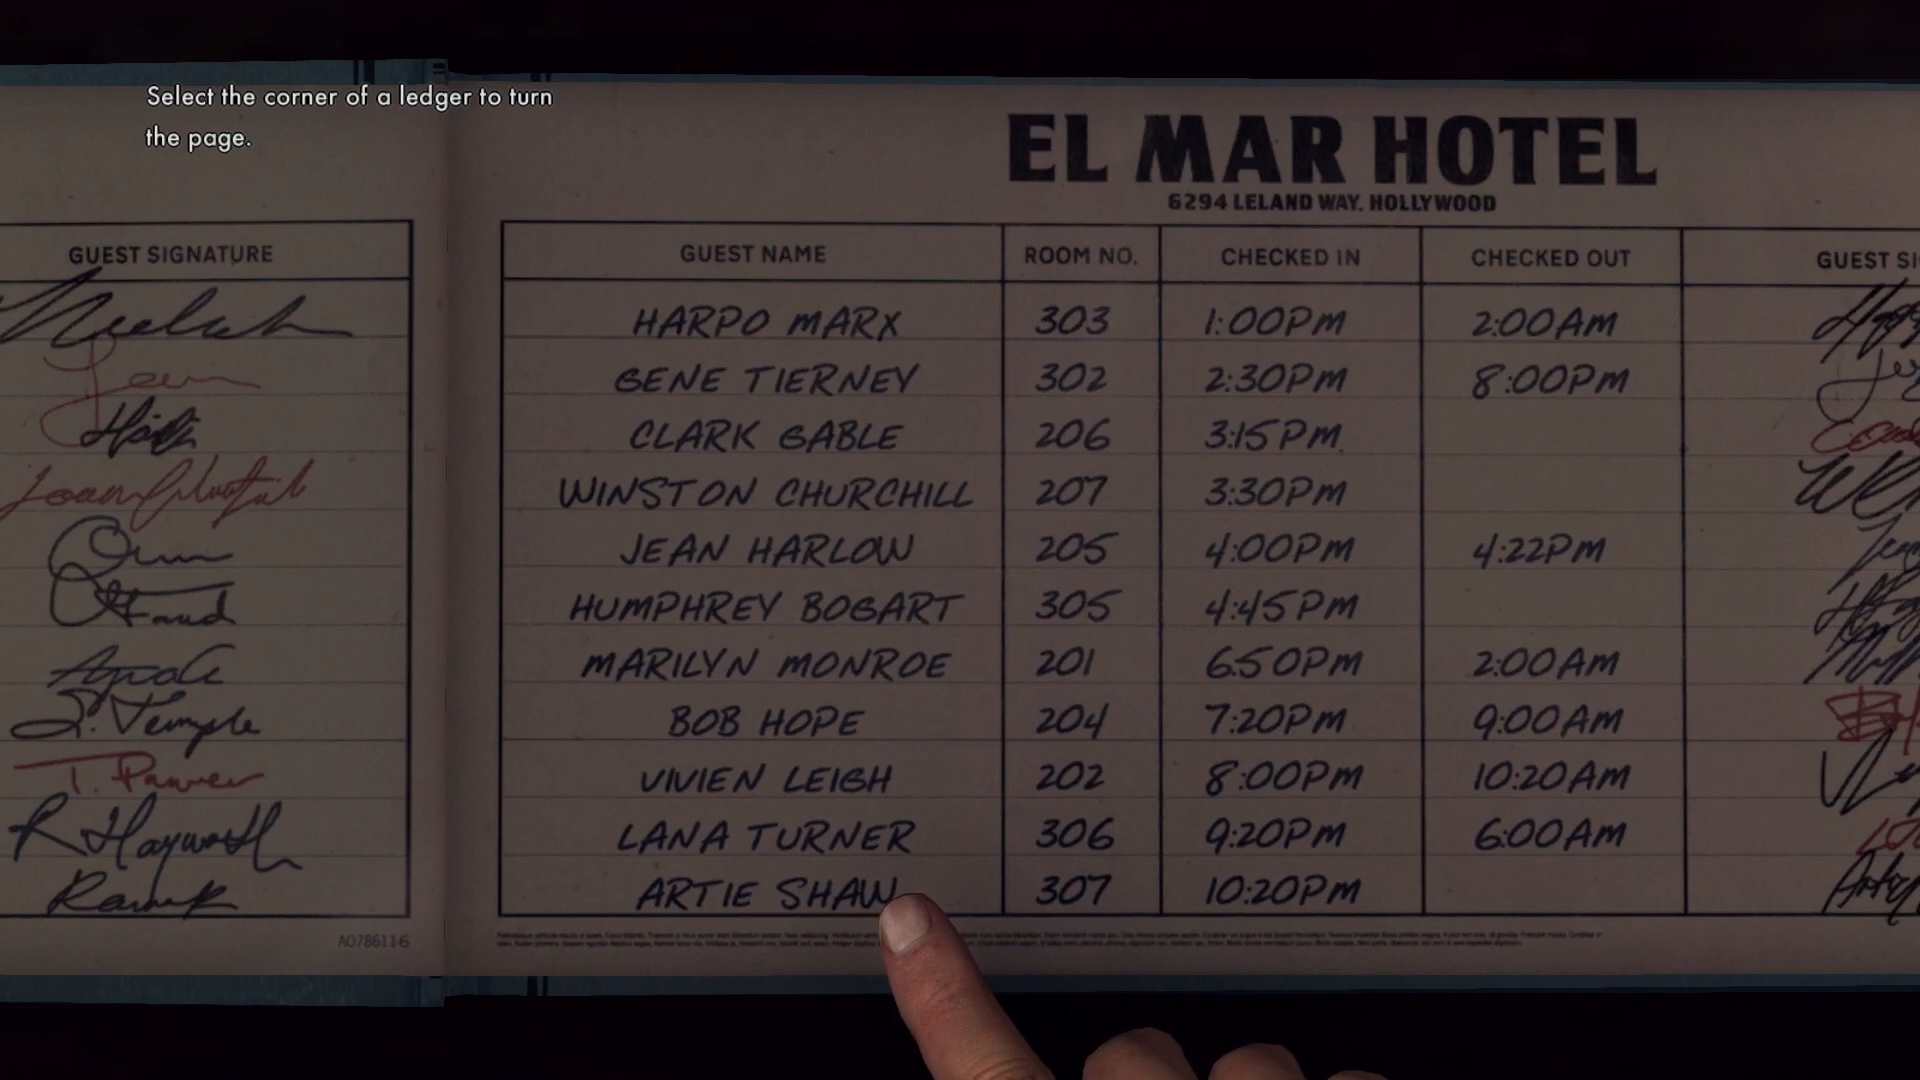 Select the corner of a ledger to turn
the page.
EL MAR HOTEL
6294 LELAND WAY, HOLLYWOOD
GUEST SIGNATURE
S. Temple
T. Power
R Hayworth
A0786116
GUEST NAME ROOM NO. CHECKED IN CHECKED OUT GUEST SI
HARPO MARX 303 1:00PM 2:00AM
GENE TIERNEY 302 2:30PM 8:00PM
CLARK GABLE 206 3:15PM
WINSTON CHURCHILL 207 3:30PM
JEAN HARLOW 205 4:00PM 4:22PM
HUMPHREY BOGART 305 4:45PM
MARILYN MONROE 201 6:50PM 2:00AM
BOB HOPE 204 7:20PM 9:00AM
VIVIEN LEIGH 202 8:00PM 10:20AM
LANA TURNER 306 9:20PM 6:00AM
ARTIE SHAW 307 10:20PM